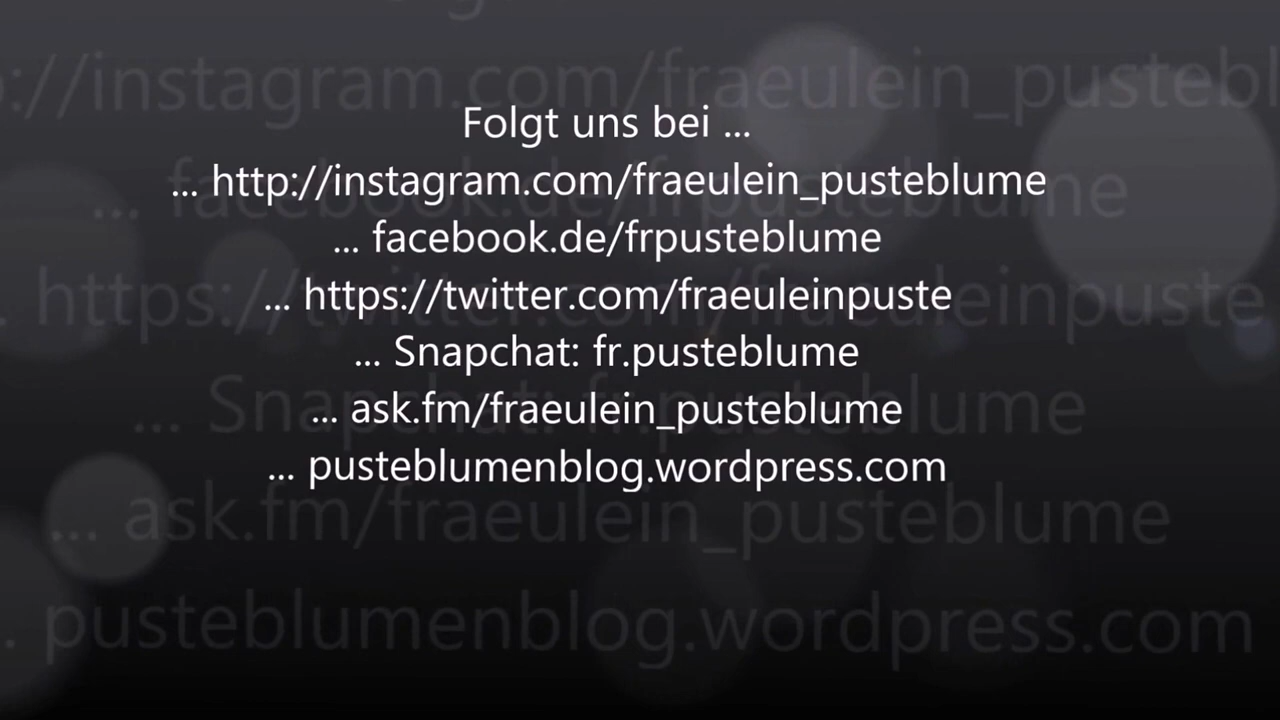 Folgt uns bei ...
... http://instagram.com/fraeulein_pusteblume
... facebook.de/frpusteblume
... https://twitter.com/fraeuleinpuste
... Snapchat: fr.pusteblume
... ask.fm/fraeulein_pusteblume
... pusteblumenblog.wordpress.com